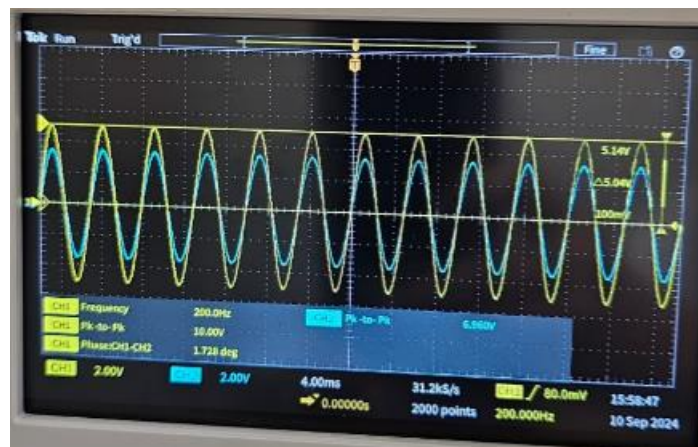 Tek Run Trig'd Fine
T
5.14V
△5.04V
100mV
CH1 Frequency 200.0Hz CH2 Pk-to-Pk 6.960V
CH1 Pk-to-Pk 10.00V
CH1 Phase:CH1-CH2 1.728 deg
CH1 2.00V CH2 2.00V 4.00ms 31.2kS/s CH1 80.0mV 15:58:47
0.00000s 2000 points 200.000Hz 10 Sep 2024